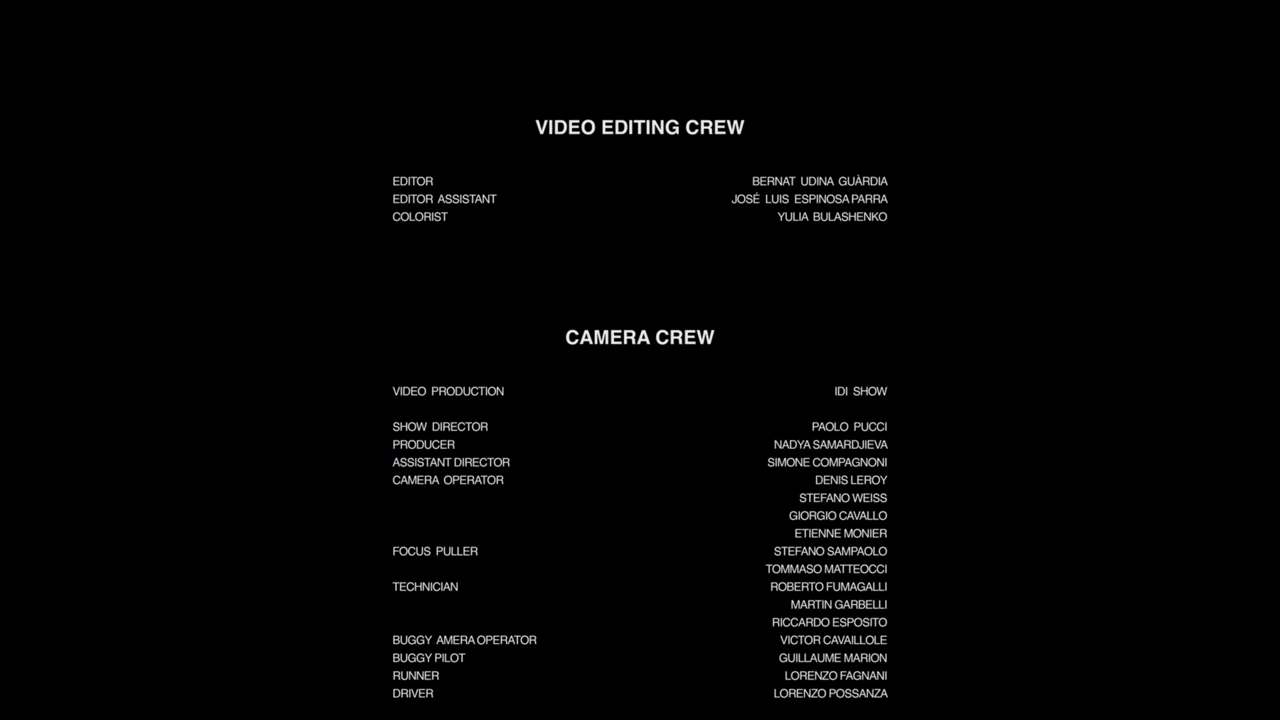 VIDEO EDITING CREW
EDITOR BERNAT UDINA GUÀRDIA
EDITOR ASSISTANT JOSÉ LUIS ESPINOSA PARRA
COLORIST YULIA BULASHENKO
CAMERA CREW
VIDEO PRODUCTION IDI SHOW
SHOW DIRECTOR PAOLO PUCCI
PRODUCER NADYA SAMARDJIEVA
ASSISTANT DIRECTOR SIMONE COMPAGNONI
CAMERA OPERATOR DENIS LEROY
STEFANO WEISS
GIORGIO CAVALLO
ETIENNE MONIER
FOCUS PULLER STEFANO SAMPAOLO
TOMMASO MATTEOCCI
TECHNICIAN ROBERTO FUMAGALLI
MARTIN GARBELLI
RICCARDO ESPOSITO
BUGGY AMERA OPERATOR VICTOR CAVAILLOLE
BUGGY PILOT GUILLAUME MARION
RUNNER LORENZO FAGNANI
DRIVER LORENZO POSSANZA